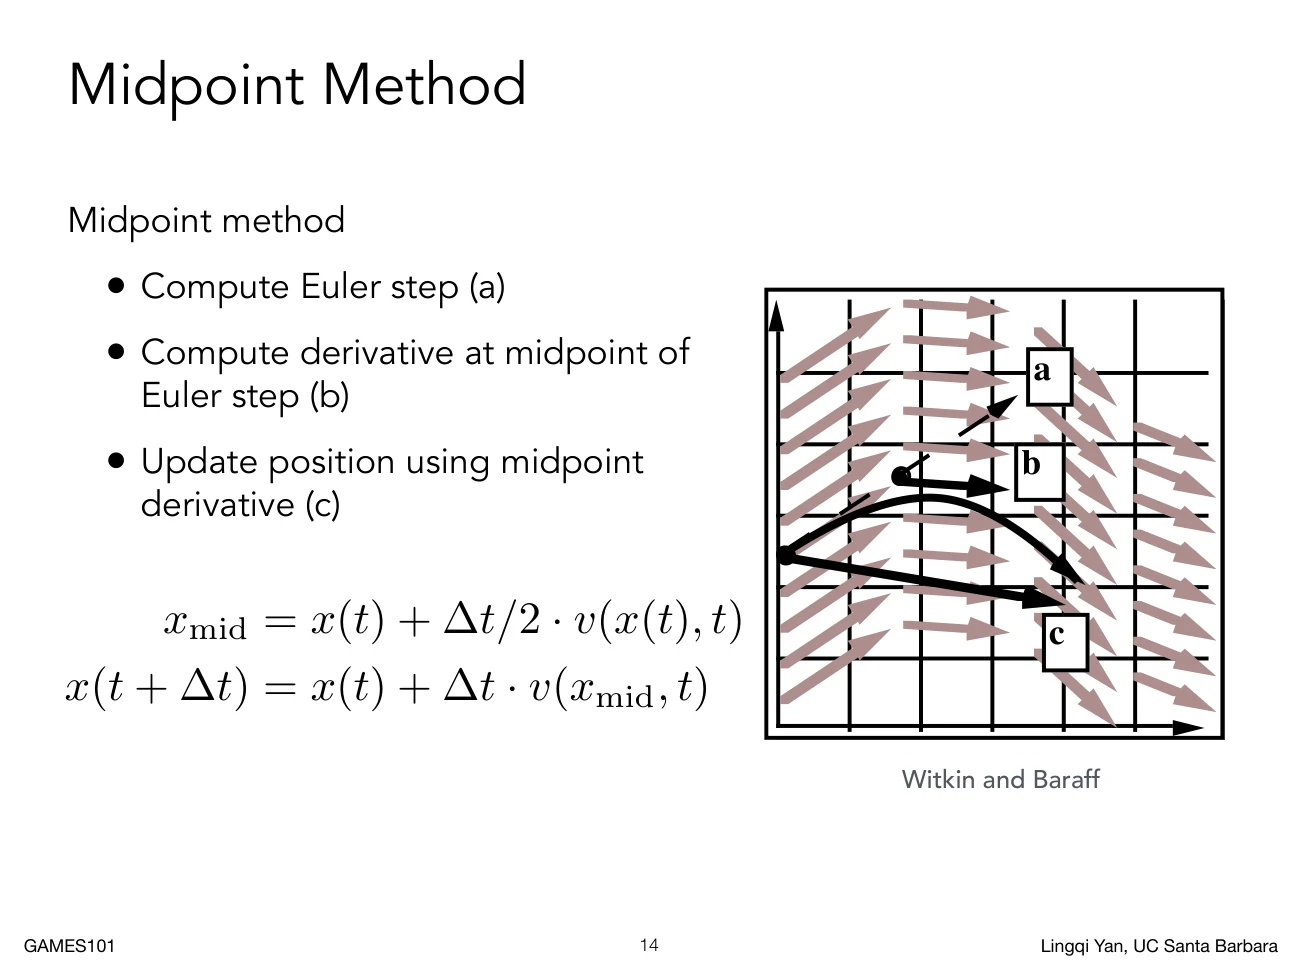 Midpoint Method
Midpoint method
• Compute Euler step (a)
• Compute derivative at midpoint of
Euler step (b)
• Update position using midpoint
derivative (c)
x_mid = x(t) + Δt/2 · v(x(t), t)
x(t + Δt) = x(t) + Δt · v(x_mid, t)
a
b
c
Witkin and Baraff
GAMES101
14
Lingqi Yan, UC Santa Barbara